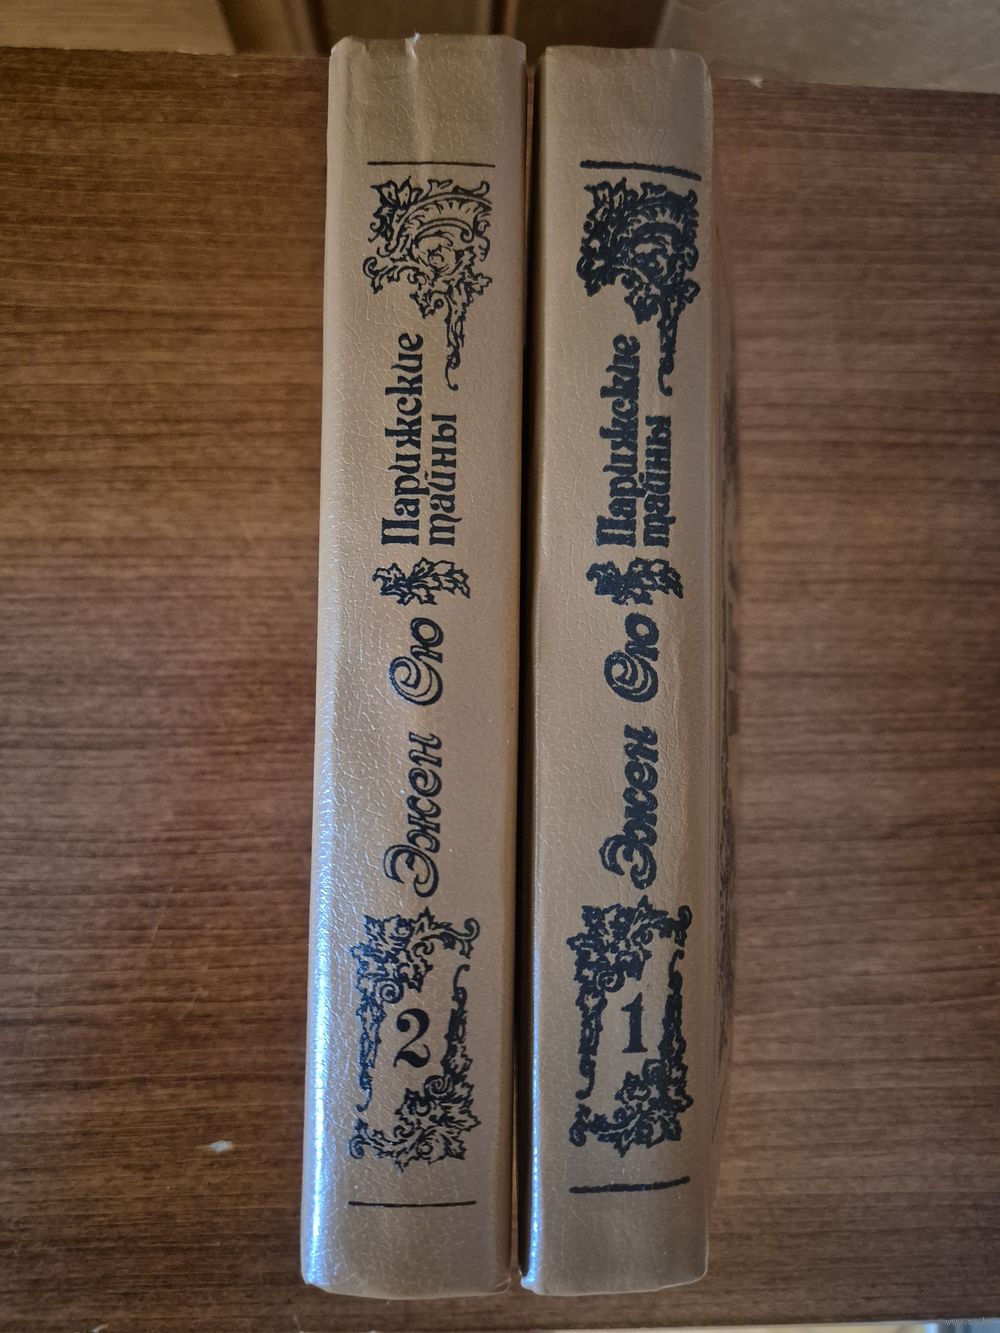 2
Эжен Сю
Парижские
тайны
1
Эжен Сю
Парижские
тайны